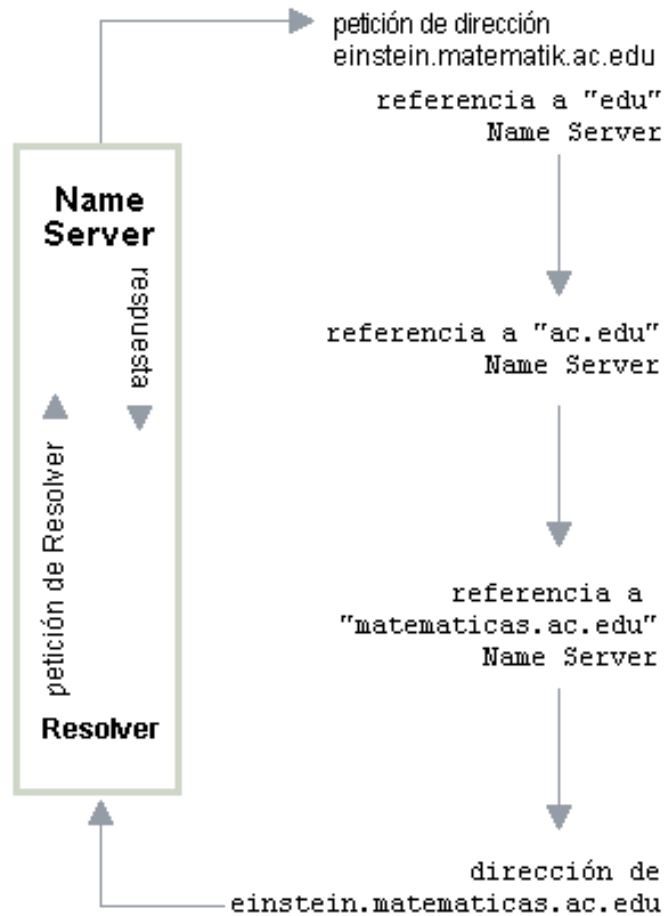 petición de dirección
einstein.matematik.ac.edu
referencia a "edu"
Name Server
Name
Server
respuesta
petición de Resolver
Resolver
referencia a "ac.edu"
Name Server
referencia a
"matematicas.ac.edu"
Name Server
dirección de
einstein.matematicas.ac.edu